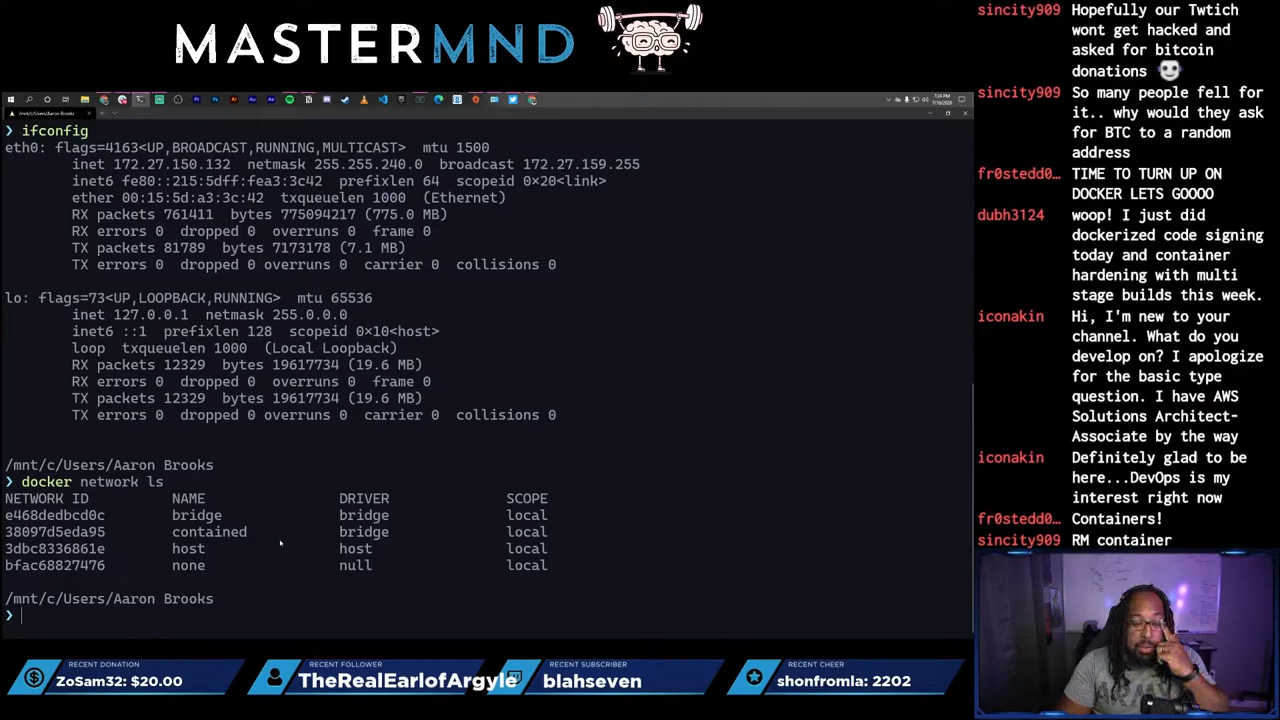 MASTERMND
7:24 PM
7/16/2020
/mnt/c/Users/Aaron Brooks
❯ ifconfig
eth0: flags=4163<UP,BROADCAST,RUNNING,MULTICAST>  mtu 1500
inet 172.27.150.132  netmask 255.255.240.0  broadcast 172.27.159.255
inet6 fe80::215:5dff:fea3:3c42  prefixlen 64  scopeid 0×20<link>
ether 00:15:5d:a3:3c:42  txqueuelen 1000  (Ethernet)
RX packets 761411  bytes 775094217 (775.0 MB)
RX errors 0  dropped 0  overruns 0  frame 0
TX packets 81789  bytes 7173178 (7.1 MB)
TX errors 0  dropped 0 overruns 0  carrier 0  collisions 0
lo: flags=73<UP,LOOPBACK,RUNNING>  mtu 65536
inet 127.0.0.1  netmask 255.0.0.0
inet6 ::1  prefixlen 128  scopeid 0×10<host>
loop  txqueuelen 1000  (Local Loopback)
RX packets 12329  bytes 19617734 (19.6 MB)
RX errors 0  dropped 0  overruns 0  frame 0
TX packets 12329  bytes 19617734 (19.6 MB)
TX errors 0  dropped 0 overruns 0  carrier 0  collisions 0
/mnt/c/Users/Aaron Brooks
❯ docker network ls
NETWORK ID  NAME  DRIVER  SCOPE
e468dedbcd0c  bridge  bridge  local
38097d5eda95  contained  bridge  local
3dbc8336861e  host  host  local
bfac68827476  none  null  local
/mnt/c/Users/Aaron Brooks
❯
sincity909 Hopefully our Twtich
wont get hacked and
asked for bitcoin
donations
sincity909 So many people fell for
it.. why would they ask
for BTC to a random
address
fr0stedd0… TIME TO TURN UP ON
DOCKER LETS GOOOO
dubh3124 woop! I just did
dockerized code signing
today and container
hardening with multi
stage builds this week.
iconakin Hi, I'm new to your
channel. What do you
develop on? I apologize
for the basic type
question. I have AWS
Solutions Architect-
Associate by the way
iconakin Definitely glad to be
here...DevOps is my
interest right now
fr0stedd0… Containers!
sincity909 RM container
RECENT DONATION
ZoSam32: $20.00
RECENT FOLLOWER
TheRealEarlofArgyle
RECENT SUBSCRIBER
blahseven
RECENT CHEER
shonfromla: 2202